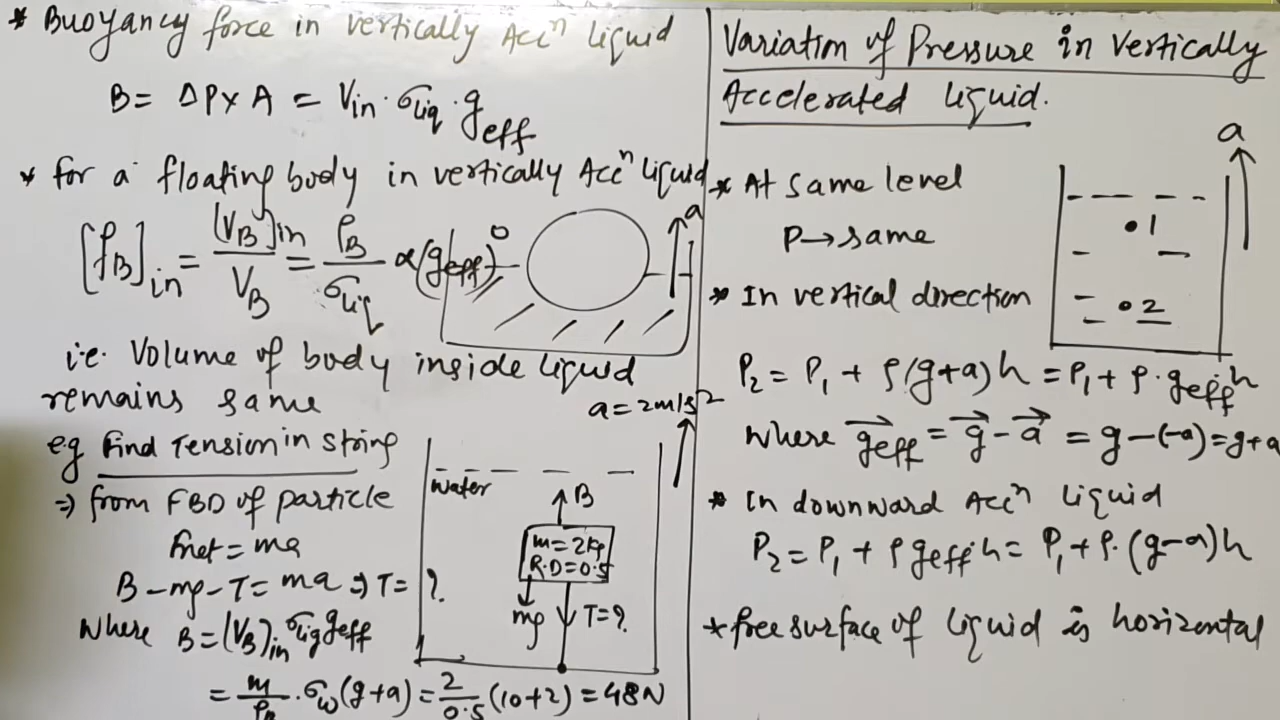 * Buoyancy force in vertically Accⁿ liquid
B = ΔP × A = Vin · σliq · geff
* for a floating body in vertically Accⁿ liquid
[fB]in = (VB)in / VB = ρB / σliq ∝ (geff)⁰
a
i.e. Volume of body inside liquid
remains same
e.g. Find Tension in string
⇒ from FBD of particle
Fnet = ma
B - mg - T = ma ⇒ T = ?
Where B = (VB)in σliq geff
= m/ρB · σw (g+a) = 2/0.5 (10+2) = 48N
a = 2m/s²
water
B
m = 2kg
R.D = 0.5
mg
T = ?
Variation of Pressure in Vertically
Accelerated liquid.
a
* At same level
P → same
•1
* In vertical direction
•2
P₂ = P₁ + ρ(g+a)h = P₁ + ρ·geff h
Where g⃗eff = g⃗ - a⃗ = g - (-a) = g+a
* In downward Accⁿ liquid
P₂ = P₁ + ρ geff·h = P₁ + ρ·(g-a)h
* free surface of liquid is horizontal